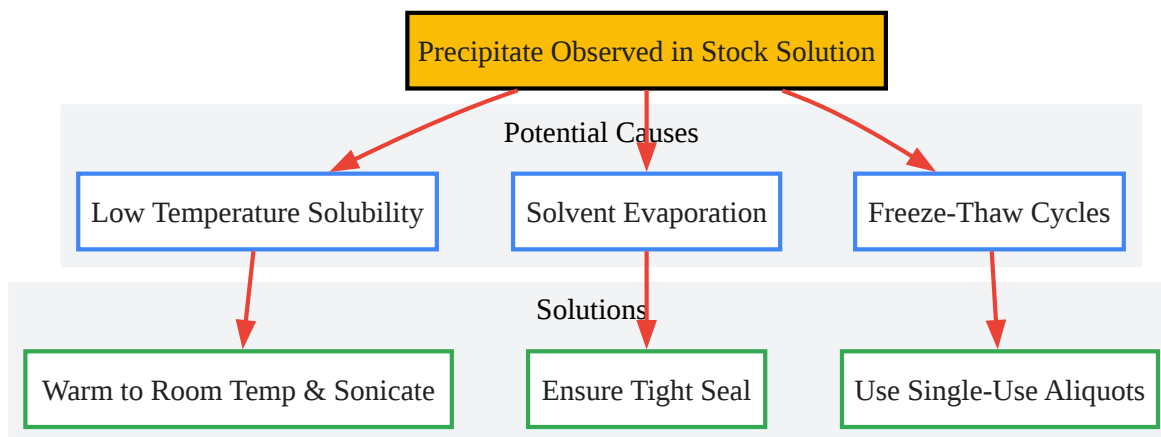 Precipitate Observed in Stock Solution
Potential Causes
Low Temperature Solubility
Solvent Evaporation
Freeze-Thaw Cycles
Solutions
Warm to Room Temp & Sonicate
Ensure Tight Seal
Use Single-Use Aliquots